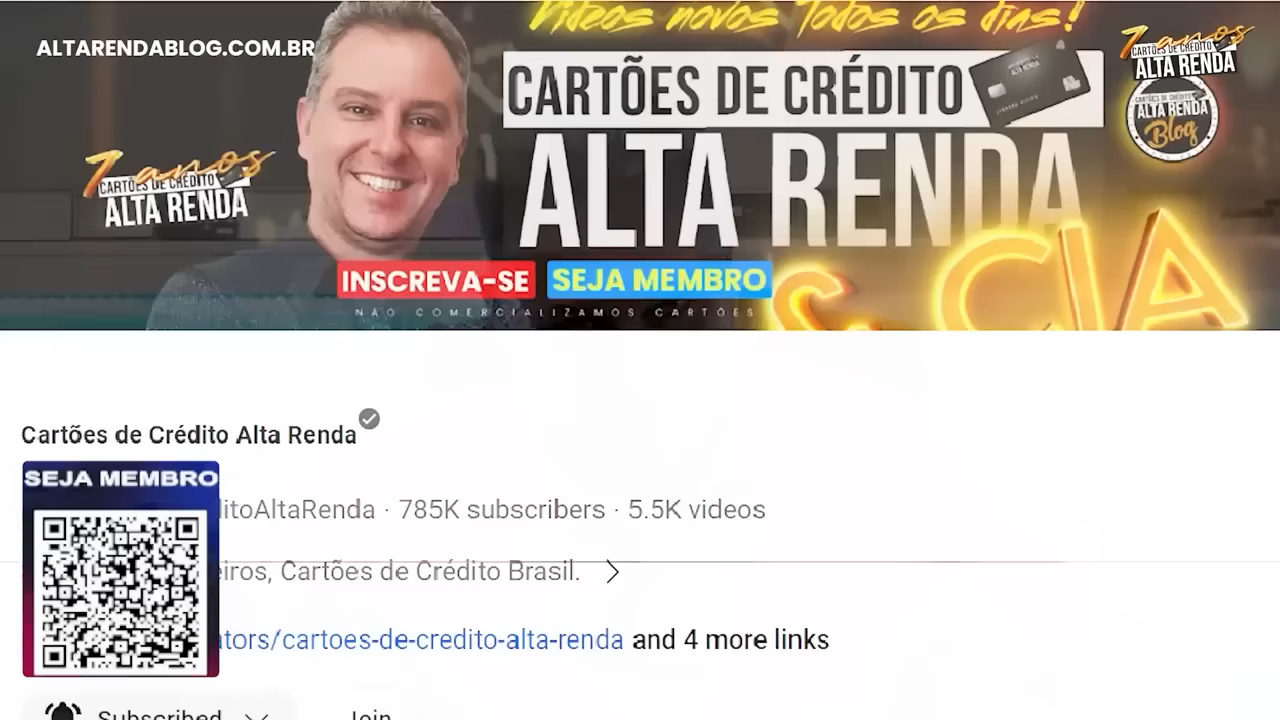 Vídeos novos Todos os dias!
ALTARENDABLOG.COM.BR
CARTÕES DE CRÉDITO
ALTA RENDA
& CIA
7 anos
CARTÕES DE CRÉDITO
ALTA RENDA
7 anos
CARTÕES DE CRÉDITO
ALTA RENDA
CARTÕES DE CRÉDITO
ALTA RENDA
Blog
INSCREVA-SE
SEJA MEMBRO
NÃO COMERCIALIZAMOS CARTÕES
Cartões de Crédito Alta Renda
SEJA MEMBRO
litoAltaRenda · 785K subscribers · 5.5K videos
eiros, Cartões de Crédito Brasil.
ators/cartoes-de-credito-alta-renda and 4 more links
Subscribed
Join